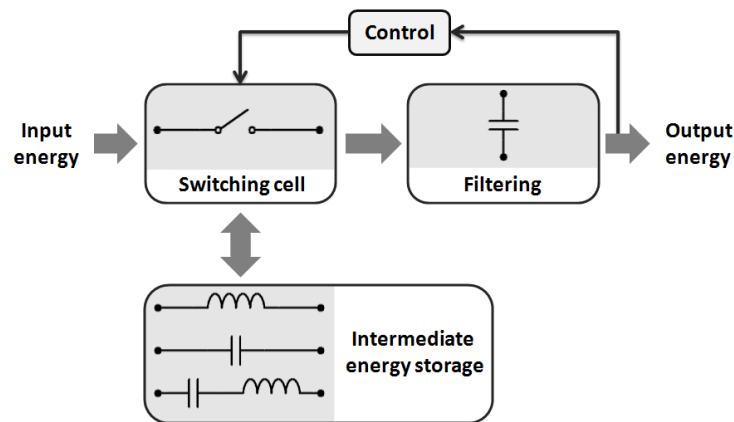 Control
Input
energy
Switching cell
Filtering
Output
energy
Intermediate
energy storage